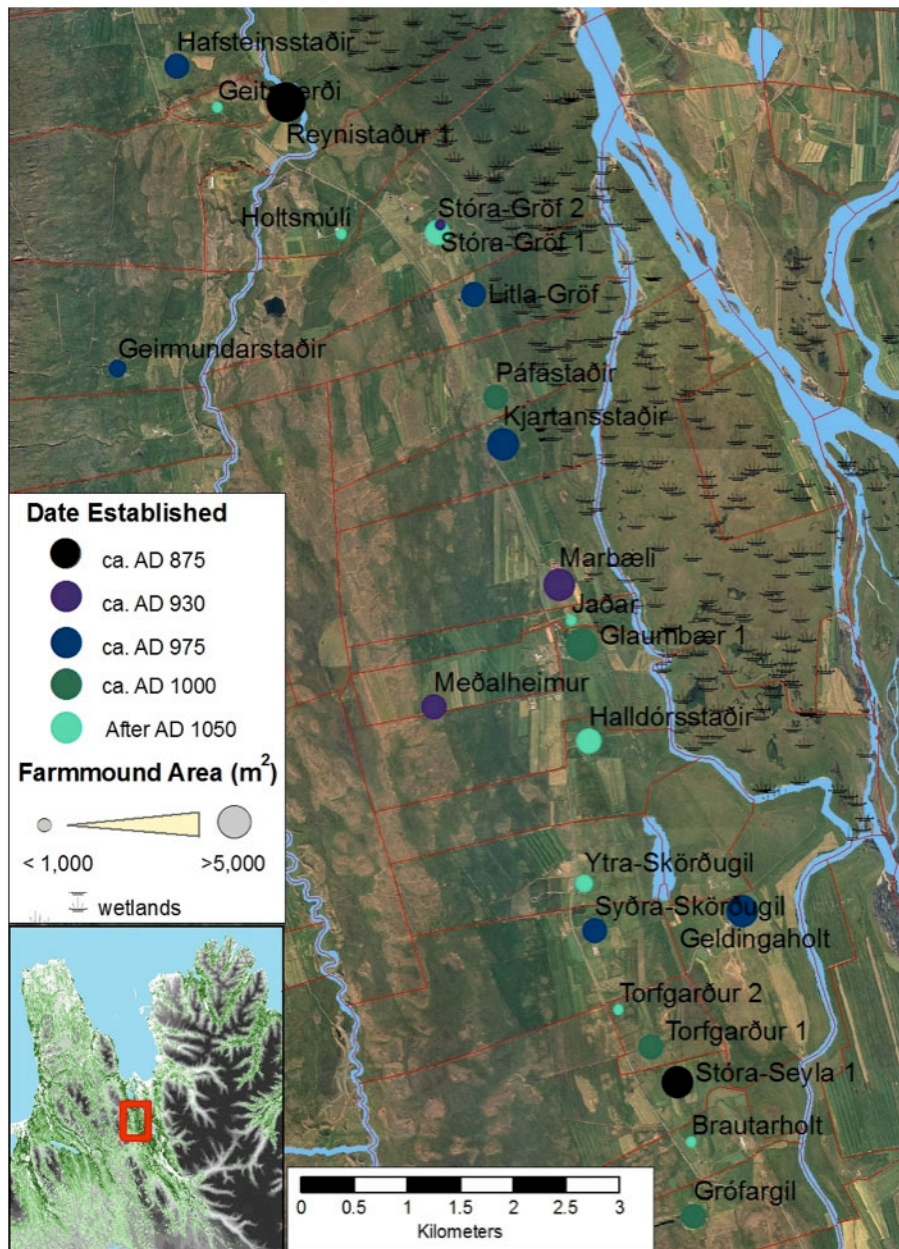 Hafsteinsstaðir
Geitagerði
Reynistaður 1
Holtsmúli
Stóra-Gröf 2
Stóra-Gröf 1
Litla-Gröf
Geirmundarstaðir
Páfastaðir
Kjartansstaðir
Marbæli
Jaðar
Glaumbær 1
Meðalheimur
Halldórsstaðir
Ytra-Skörðugil
Syðra-Skörðugil
Geldingaholt
Torfgarður 2
Torfgarður 1
Stóra-Seyla 1
Brautarholt
Grófargil
Date Established
ca. AD 875
ca. AD 930
ca. AD 975
ca. AD 1000
After AD 1050
Farmmound Area (m²)
< 1,000 >5,000
wetlands
0 0.5 1 1.5 2 2.5 3
Kilometers